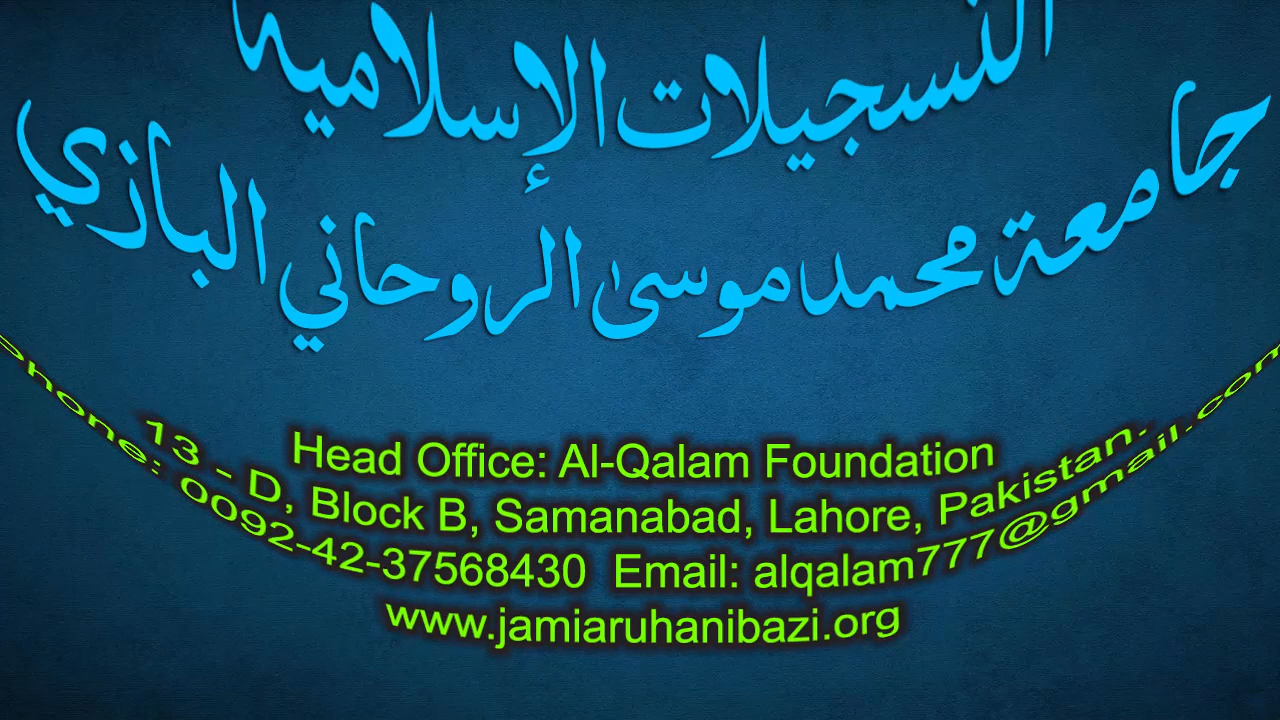 التسجيلات الإسلامية
جامعة محمد موسىٰ الروحاني البازي
Head Office: Al-Qalam Foundation
13 - D, Block B, Samanabad, Lahore, Pakistan.
Phone: 0092-42-37568430 Email: alqalam777@gmail.com
www.jamiaruhanibazi.org